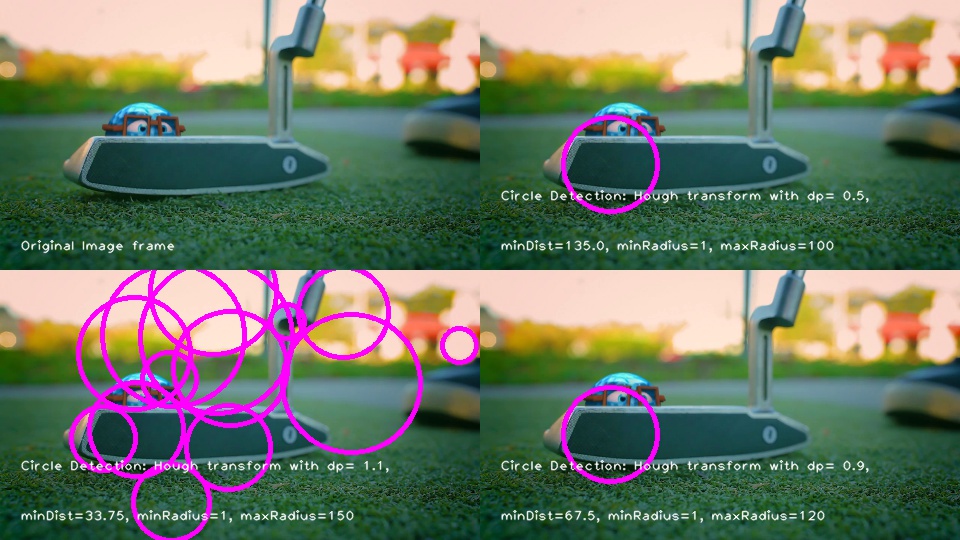 Original Image frame
Circle Detection: Hough transform with dp= 0.5,
minDist=135.0, minRadius=1, maxRadius=100
Circle Detection: Hough transform with dp= 1.1,
minDist=33.75, minRadius=1, maxRadius=150
Circle Detection: Hough transform with dp= 0.9,
minDist=67.5, minRadius=1, maxRadius=120